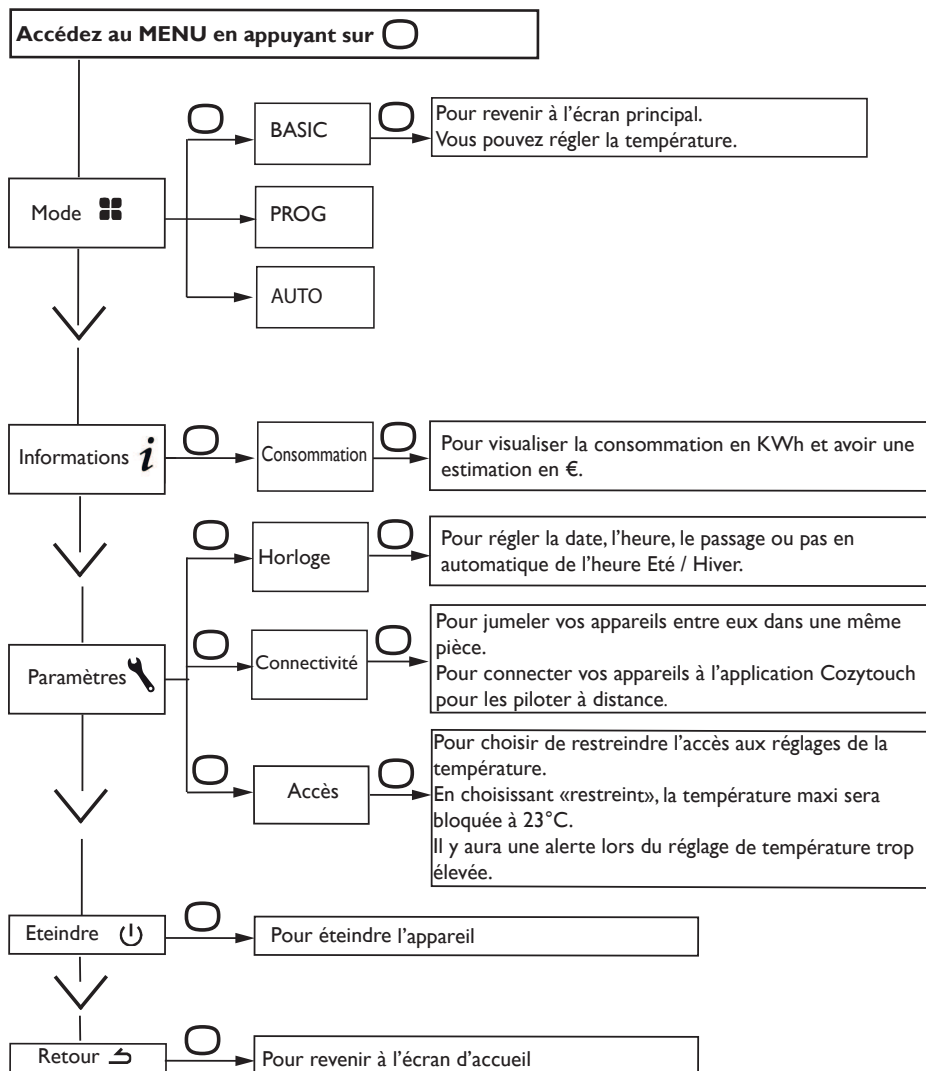 Accédez au MENU en appuyant sur
BASIC
Pour revenir à l'écran principal.
Vous pouvez régler la température.
Mode
PROG
AUTO
Informations i
Consommation
Pour visualiser la consommation en KWh et avoir une
estimation en €.
Horloge
Pour régler la date, l'heure, le passage ou pas en
automatique de l'heure Eté / Hiver.
Paramètres
Connectivité
Pour jumeler vos appareils entre eux dans une même
pièce.
Pour connecter vos appareils à l'application Cozytouch
pour les piloter à distance.
Accès
Pour choisir de restreindre l'accès aux réglages de la
température.
En choisissant «restreint», la température maxi sera
bloquée à 23°C.
Il y aura une alerte lors du réglage de température trop
élevée.
Eteindre
Pour éteindre l'appareil
Retour
Pour revenir à l'écran d'accueil